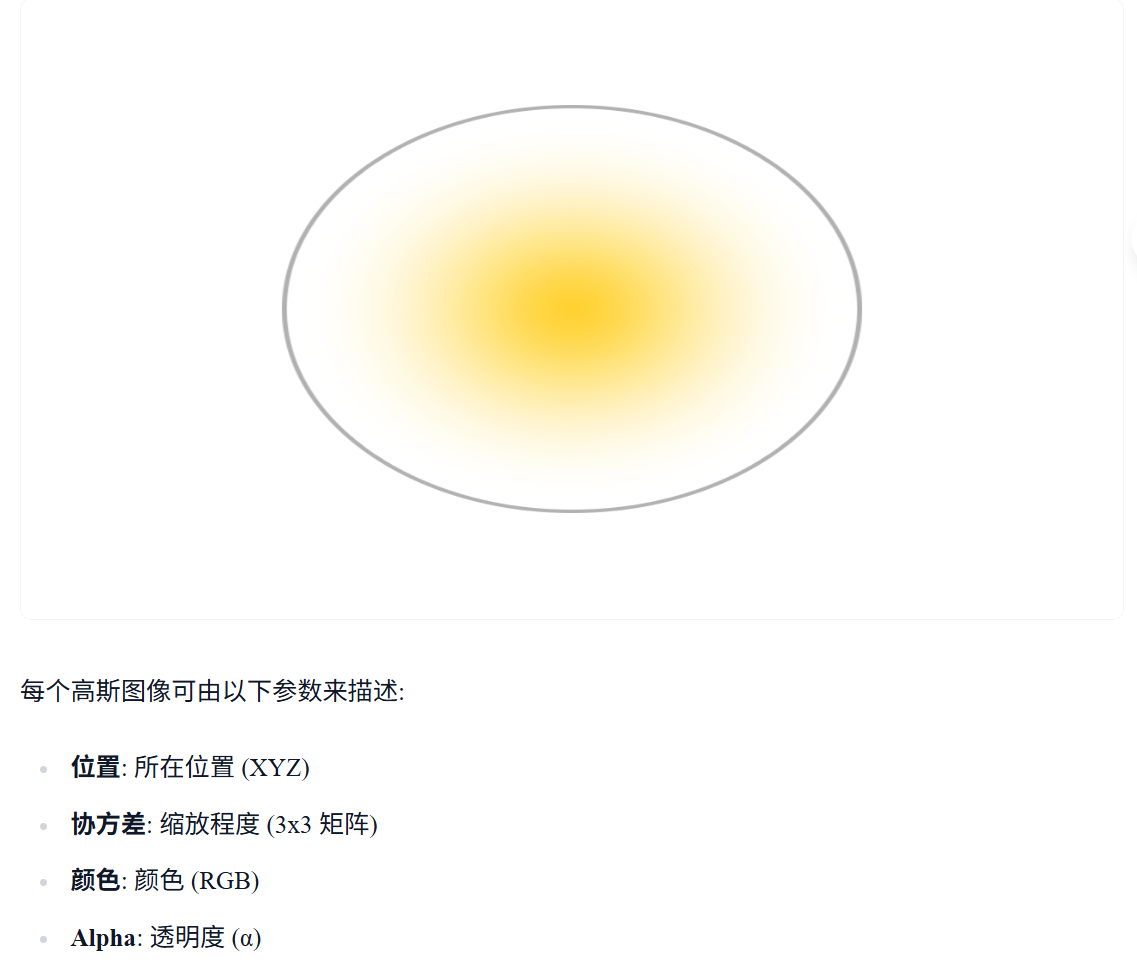 每个高斯图像可由以下参数来描述:
位置: 所在位置 (XYZ)
协方差: 缩放程度 (3x3 矩阵)
颜色: 颜色 (RGB)
Alpha: 透明度 (α)